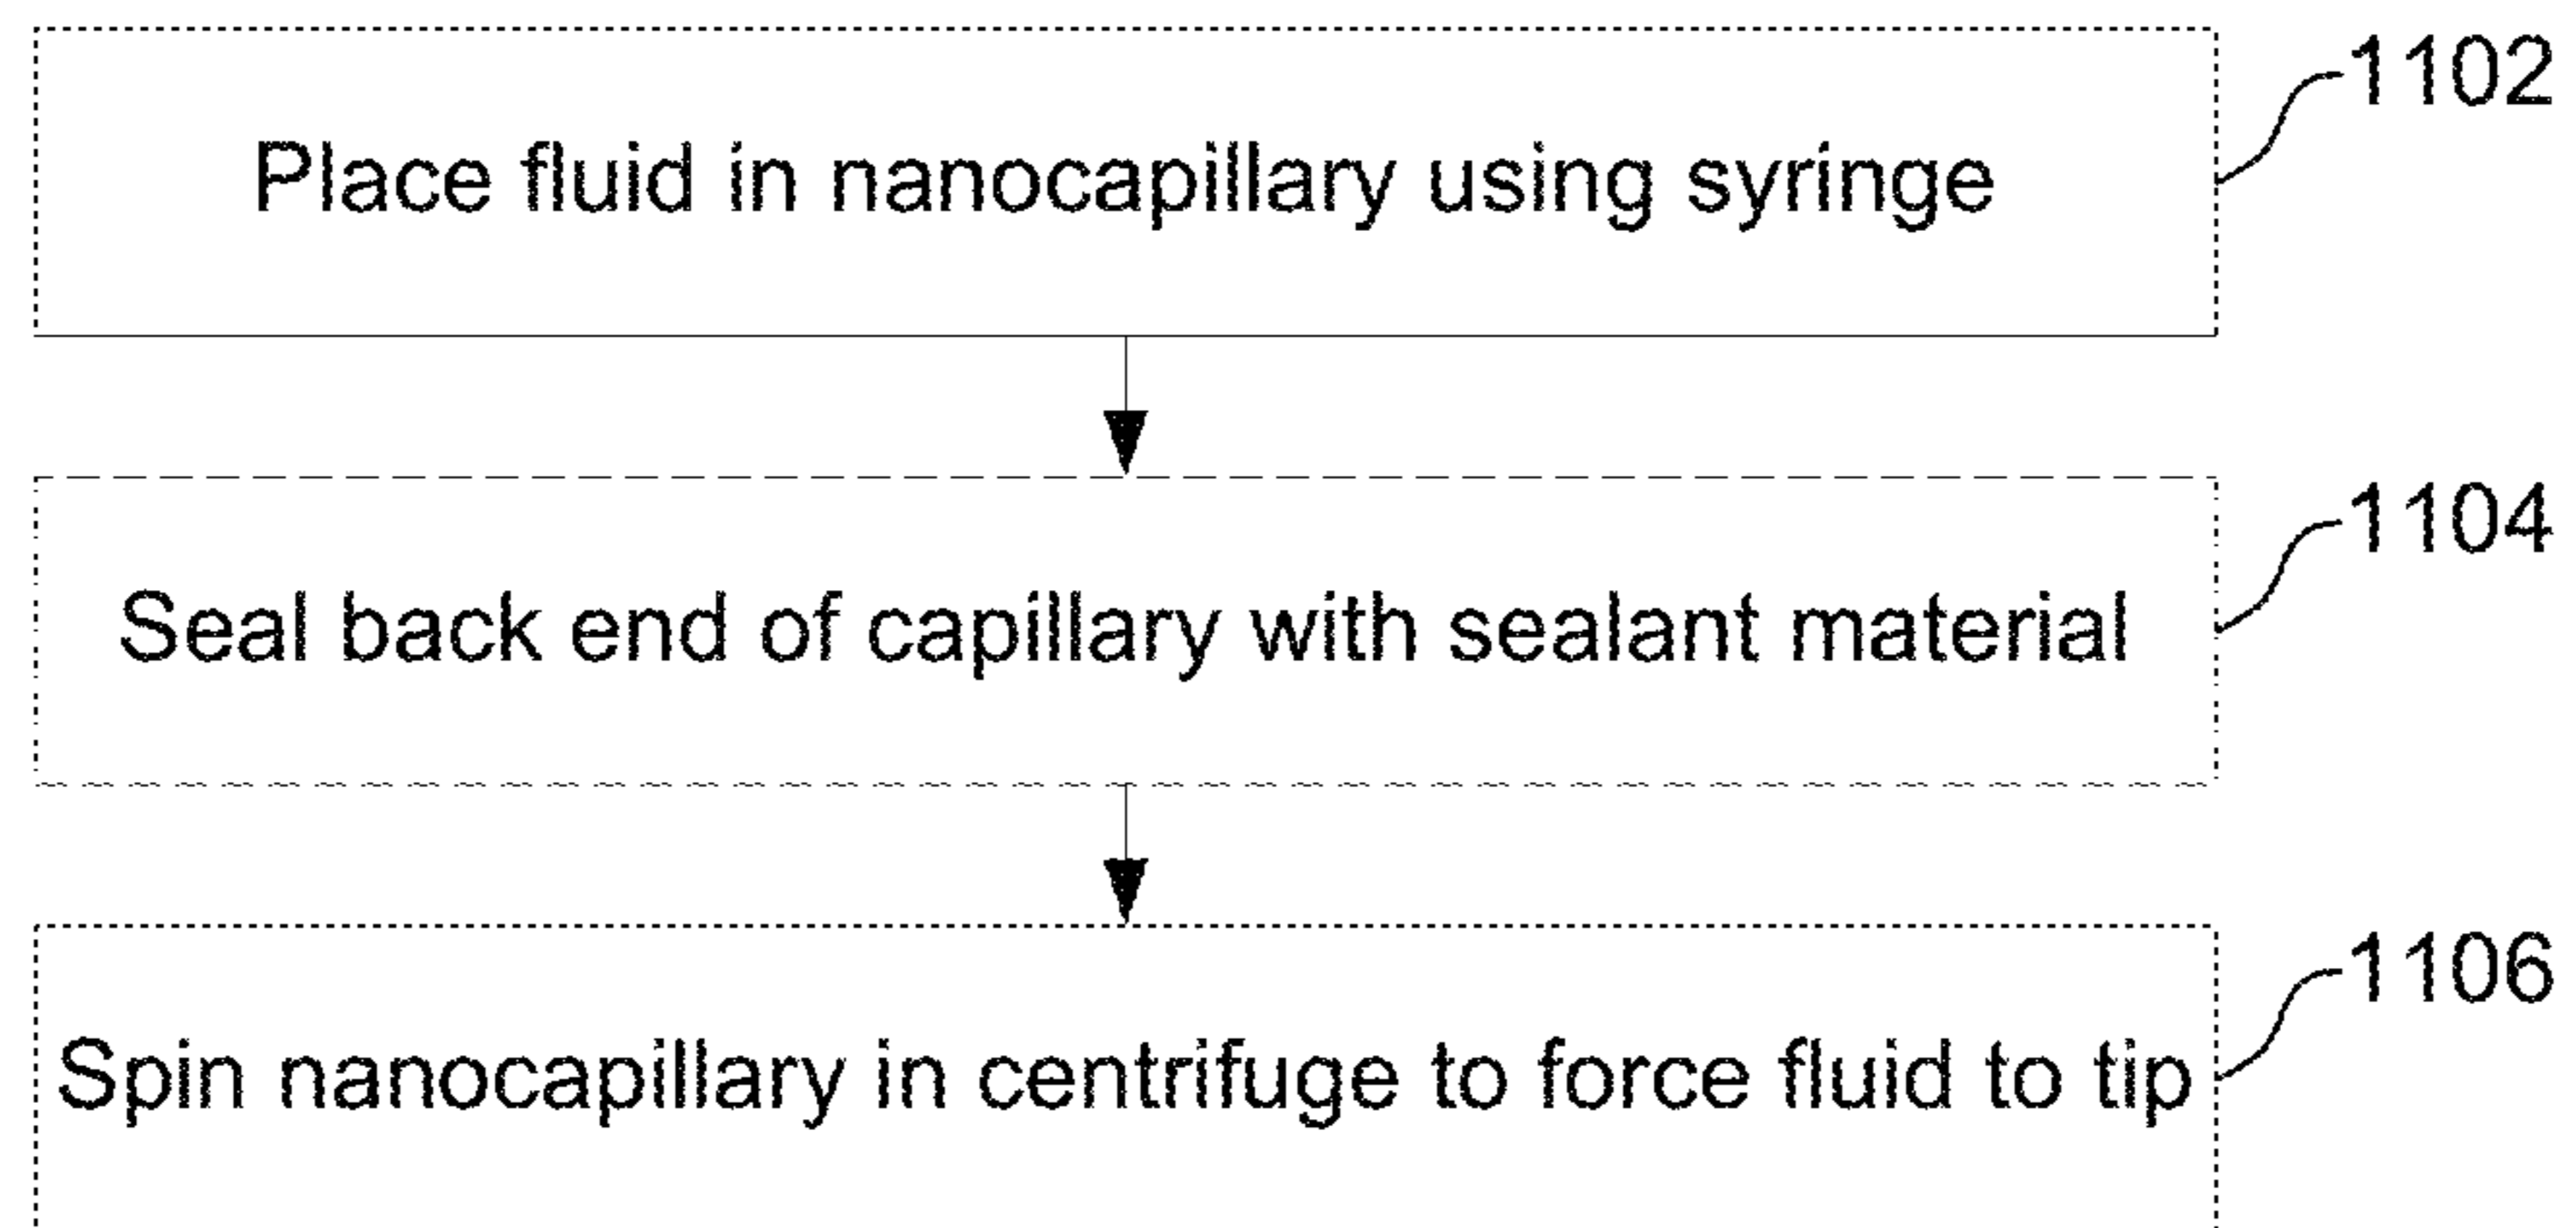 1102
Place fluid in nanocapillary using syringe
1104
Seal back end of capillary with sealant material
1106
Spin nanocapillary in centrifuge to force fluid to tip